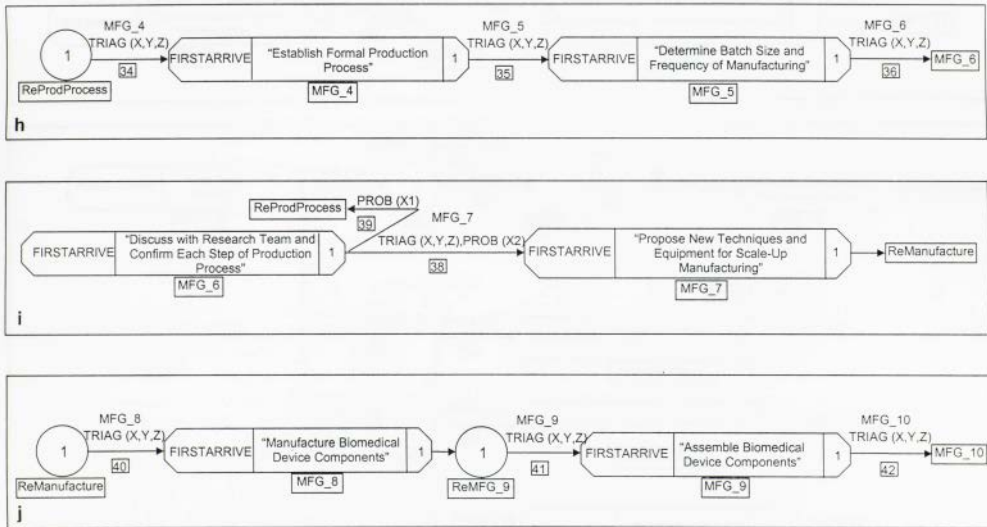 MFG_4
TRIAG (X,Y,Z)
1
34
ReProdProcess
FIRSTARRIVE
"Establish Formal Production
Process"
1
MFG_4
MFG_5
TRIAG (X,Y,Z)
35
FIRSTARRIVE
"Determine Batch Size and
Frequency of Manufacturing"
1
MFG_5
MFG_6
TRIAG (X,Y,Z)
36
MFG_6
h
ReProdProcess
PROB (X1)
39
FIRSTARRIVE
"Discuss with Research Team and
Confirm Each Step of Production
Process"
1
MFG_6
MFG_7
TRIAG (X,Y,Z),PROB (X2)
38
FIRSTARRIVE
"Propose New Techniques and
Equipment for Scale-Up
Manufacturing"
1
MFG_7
ReManufacture
i
MFG_8
TRIAG (X,Y,Z)
1
40
ReManufacture
FIRSTARRIVE
"Manufacture Biomedical
Device Components"
1
MFG_8
1
ReMFG_9
MFG_9
TRIAG (X,Y,Z)
41
FIRSTARRIVE
"Assemble Biomedical
Device Components"
1
MFG_9
MFG_10
TRIAG (X,Y,Z)
42
MFG_10
j